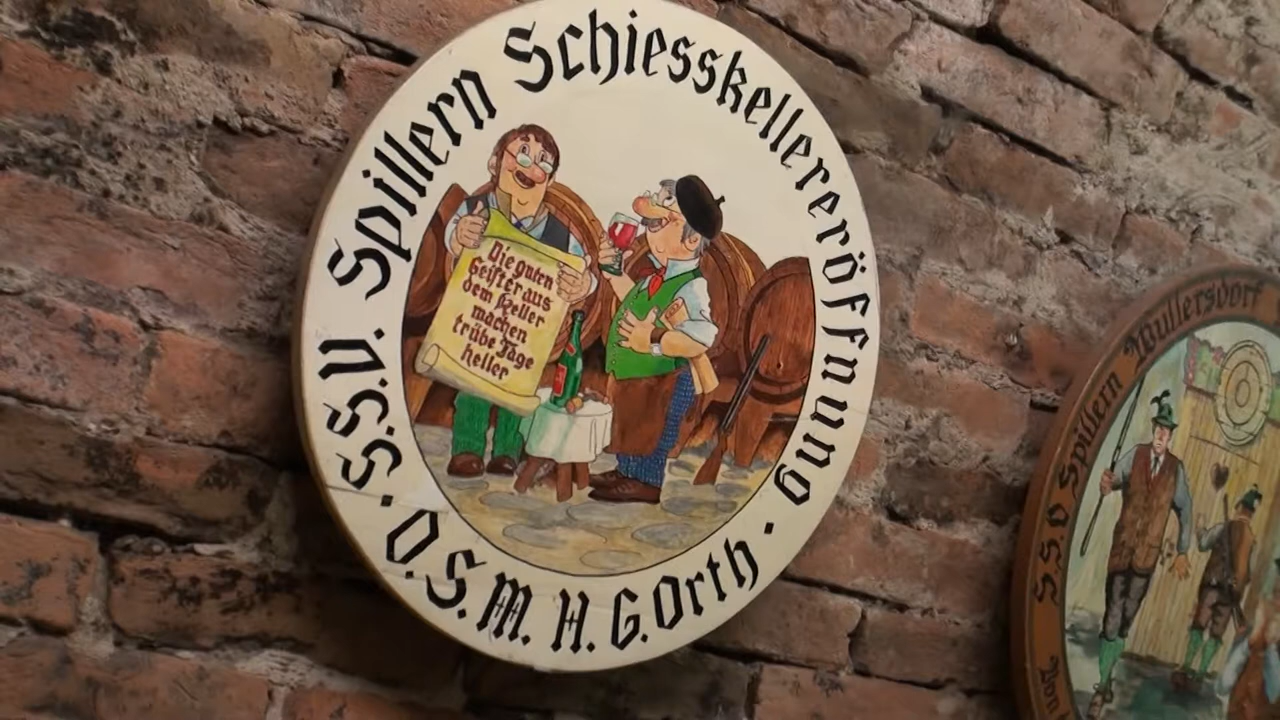 S.S.V. Spillern Schiesskellereröffnung
Die guten
Geister aus
dem Keller
machen
trübe Tage
heller
· O.S.M. H.G.Orth ·
S.S.V Spillern Wullersdorf